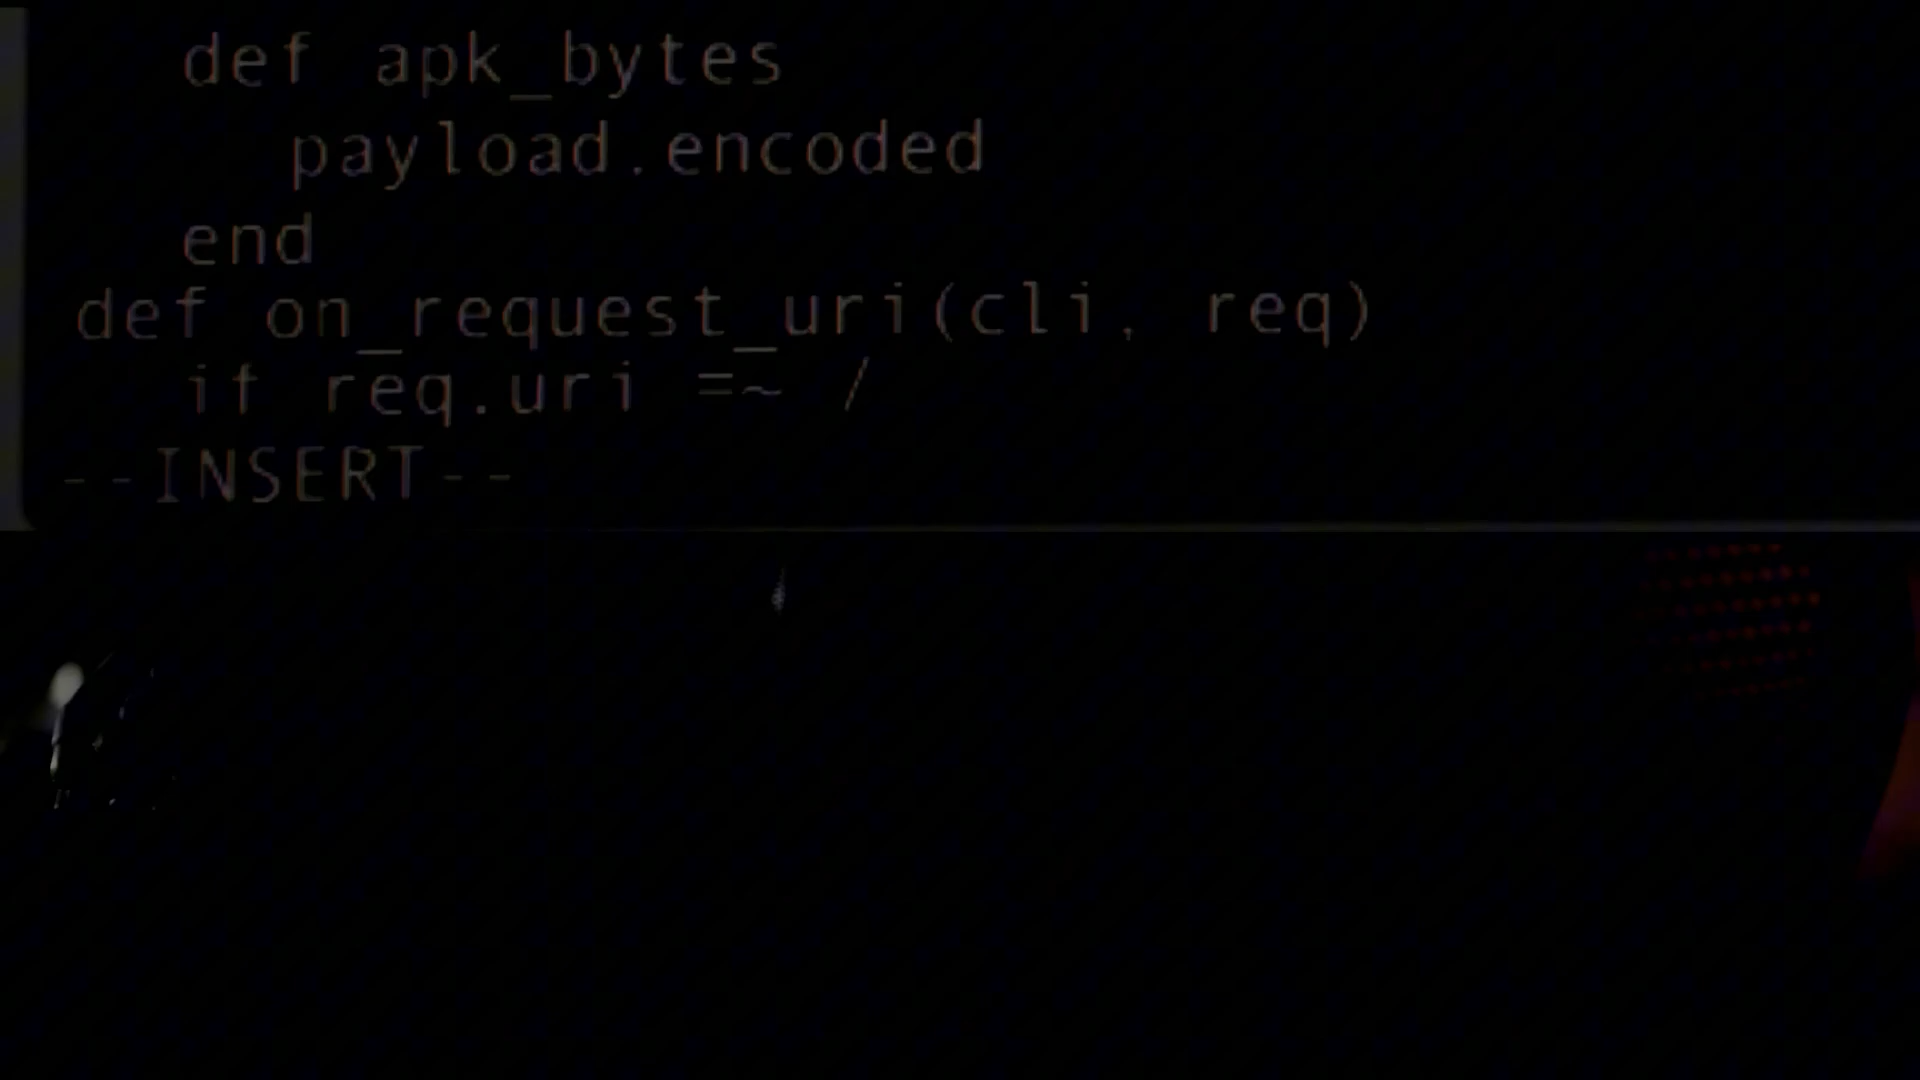 def apk_bytes
payload.encoded
end
def on_request_uri(cli, req)
if req.uri =~ /
--INSERT--